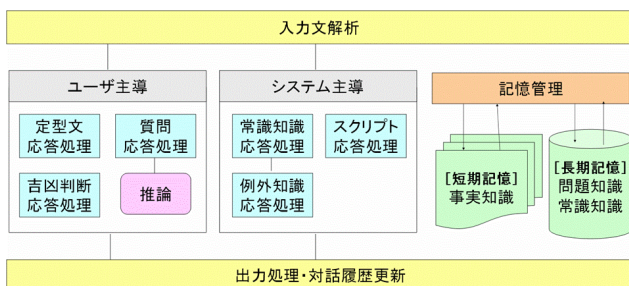 入力文解析
ユーザ主導
定型文
応答処理
質問
応答処理
吉凶判断
応答処理
推論
システム主導
常識知識
応答処理
スクリプト
応答処理
例外知識
応答処理
記憶管理
[短期記憶]
事実知識
[長期記憶]
問題知識
常識知識
出力処理・対話履歴更新